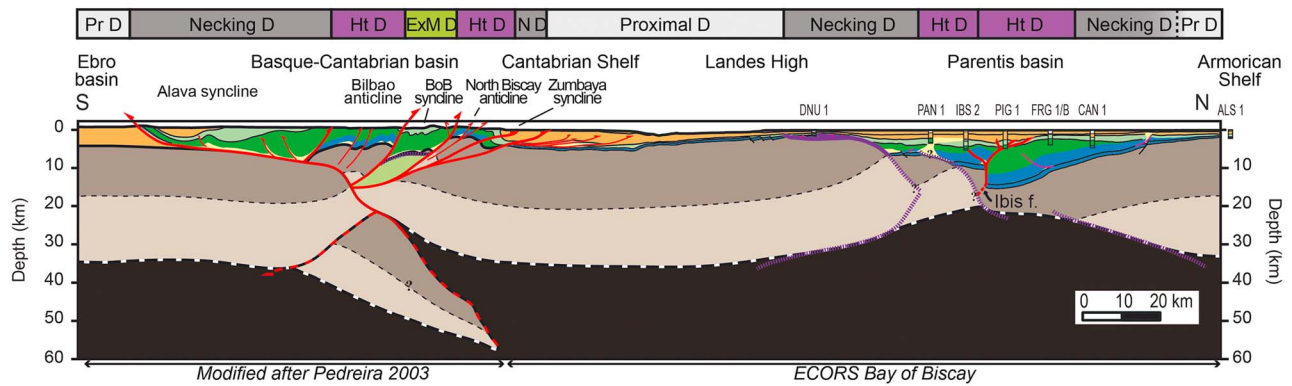 Pr D Necking D Ht D ExM D Ht D N D Proximal D Necking D Ht D Ht D Necking D Pr D
Ebro basin Basque-Cantabrian basin Cantabrian Shelf Landes High Parentis basin Armorican Shelf
S Alava syncline Bilbao anticline BoB syncline North Biscay anticline Zumbaya syncline N
DNU 1 PAN 1 IBS 2 PIG 1 FRG 1/B CAN 1 ALS 1
0 0
10 ? 10
20 ? ? Ibis f. 20
30 30
40 ? 40
50 0 10 20 km 50
60 60
Depth (km) Depth (km)
Modified after Pedreira 2003 ECORS Bay of Biscay